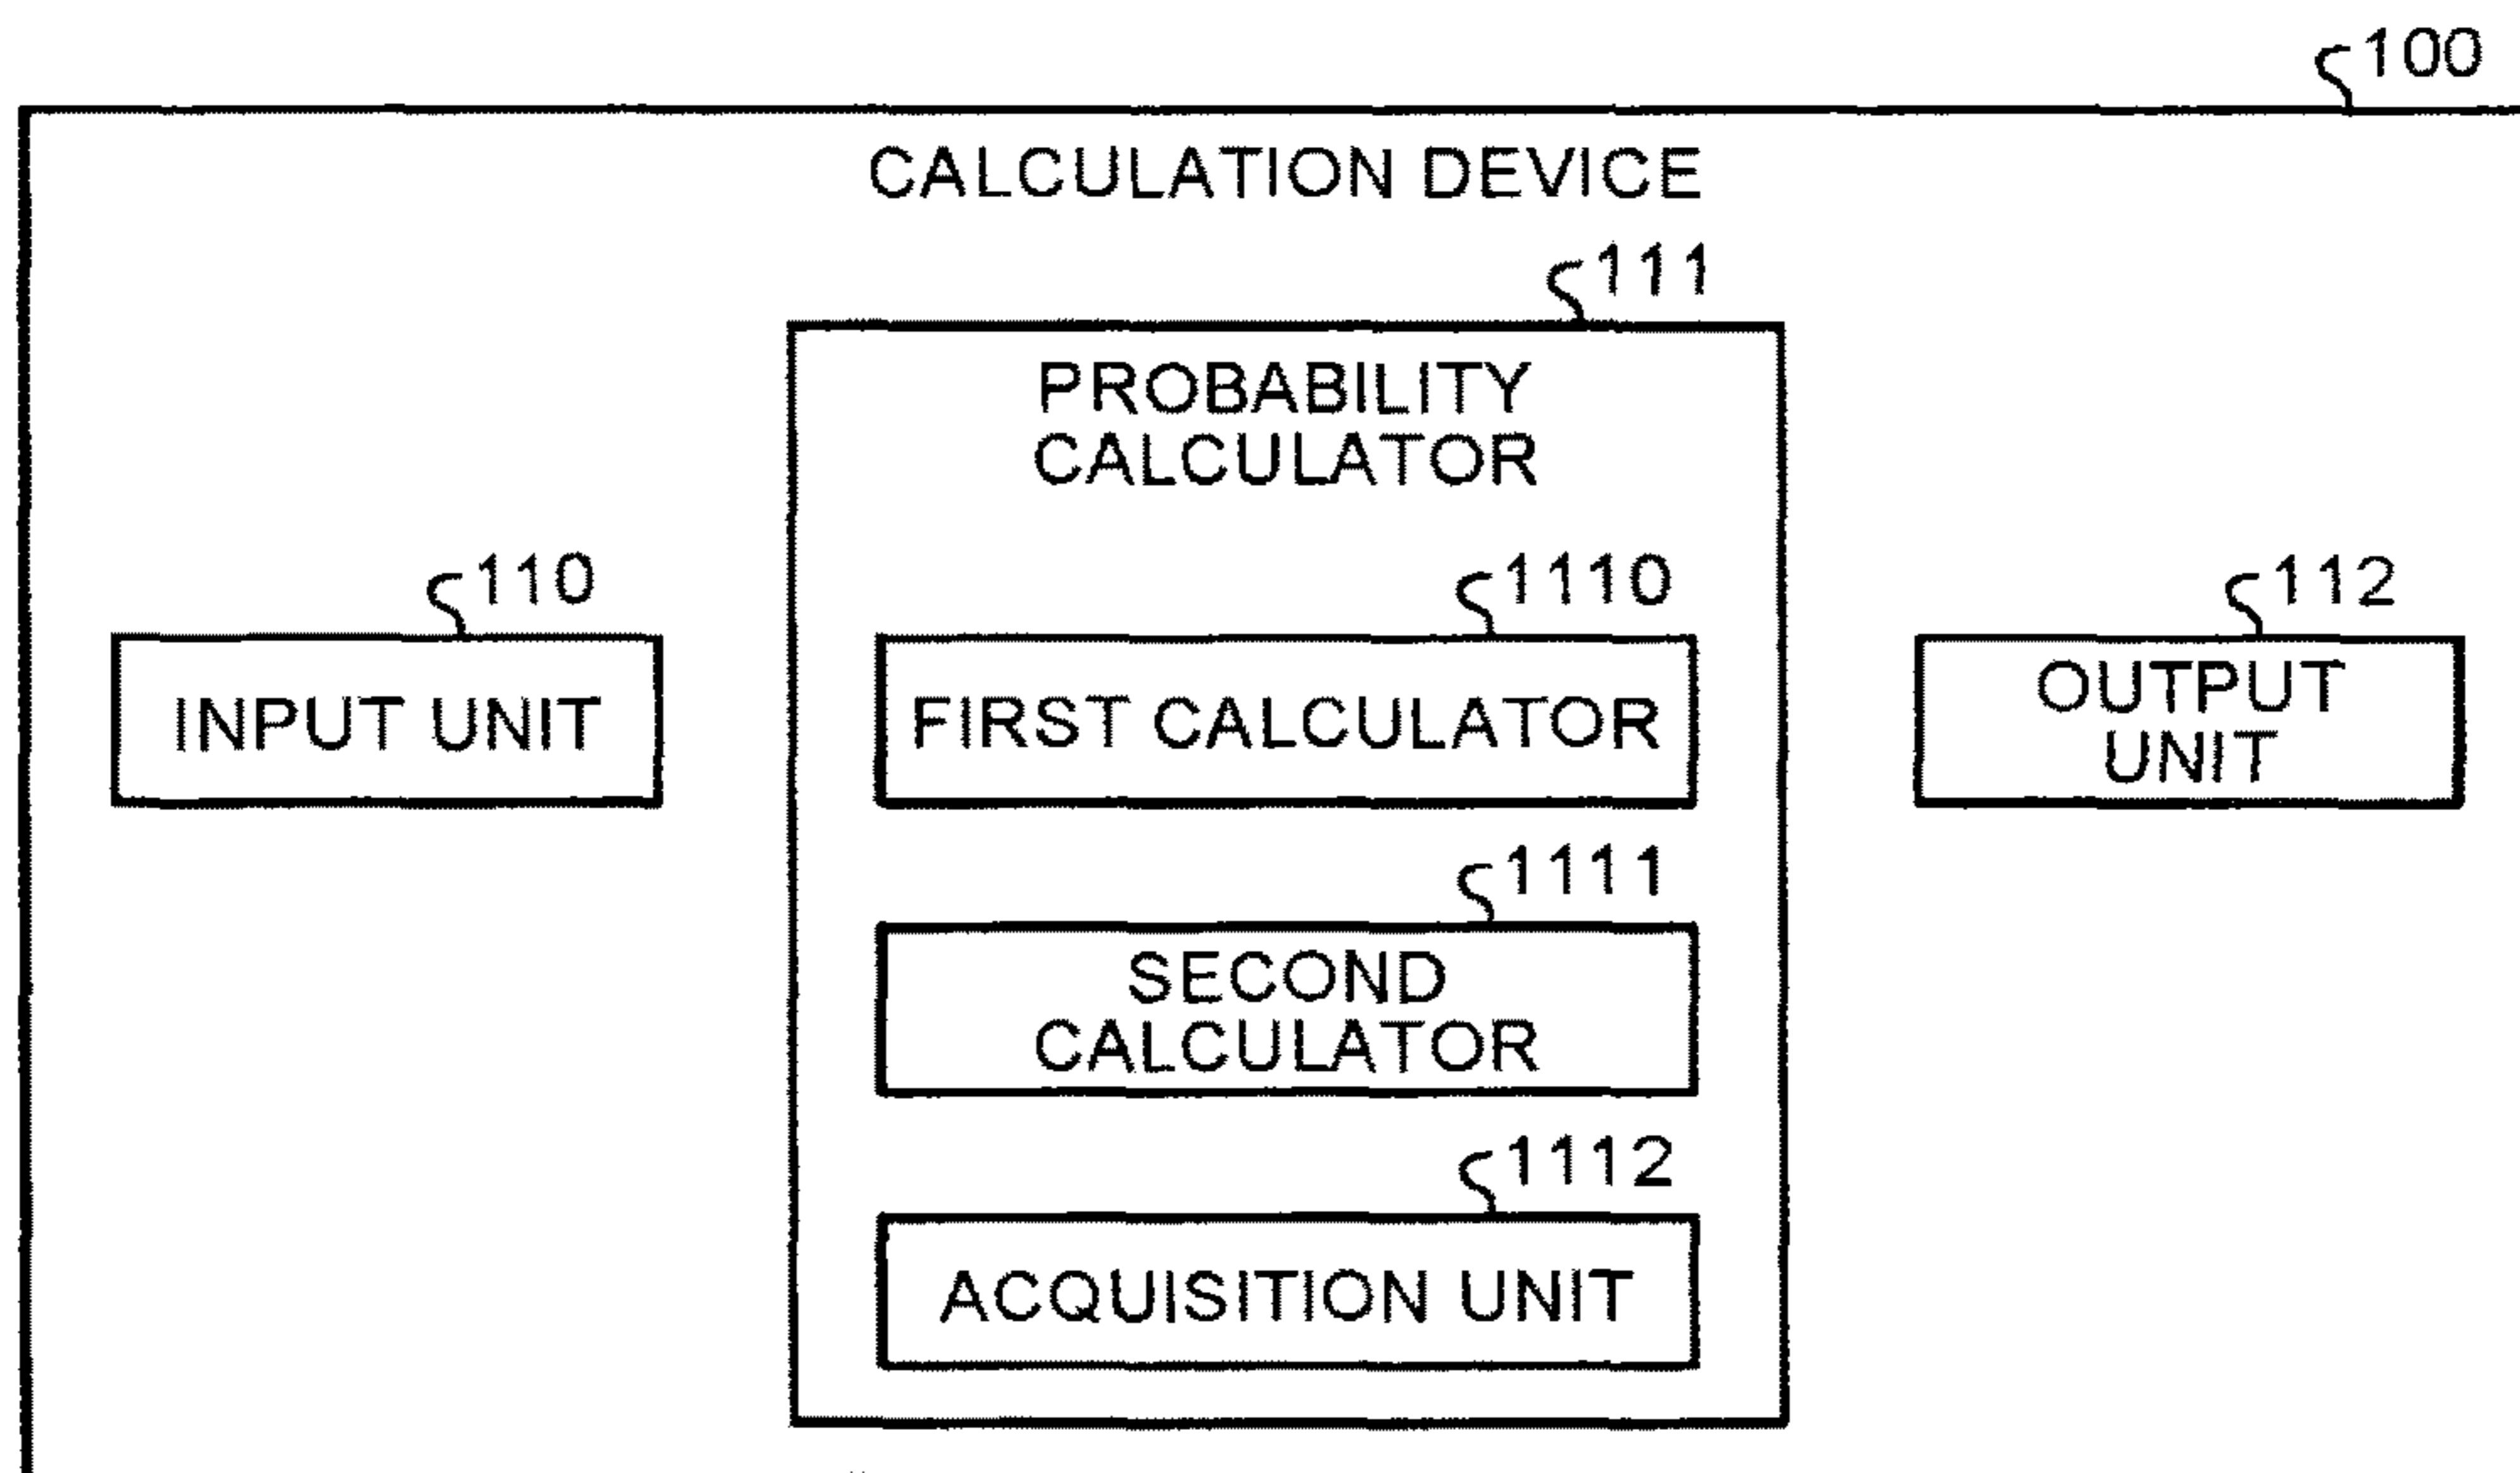 100
CALCULATION DEVICE
111
PROBABILITY
CALCULATOR
110
INPUT UNIT
1110
FIRST CALCULATOR
1111
SECOND
CALCULATOR
1112
ACQUISITION UNIT
112
OUTPUT
UNIT